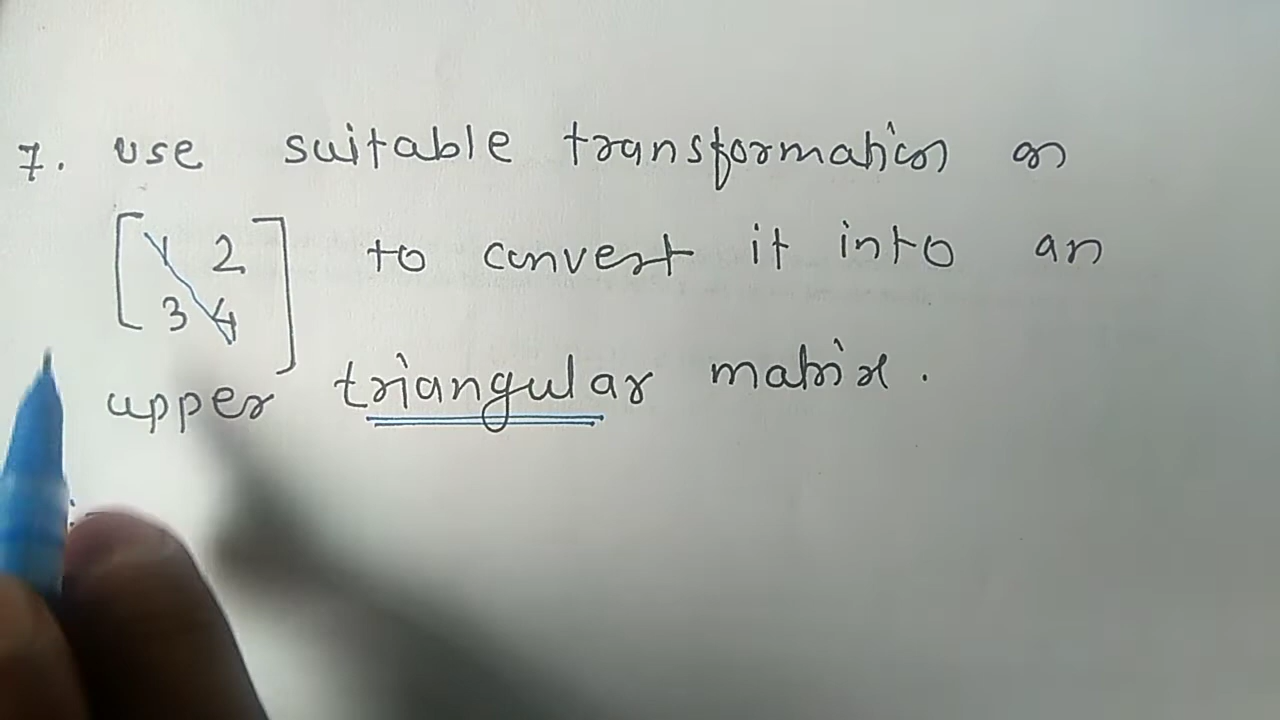 7. use suitable transformation on
[1 2
3 4] to convert it into an
upper triangular matrix.